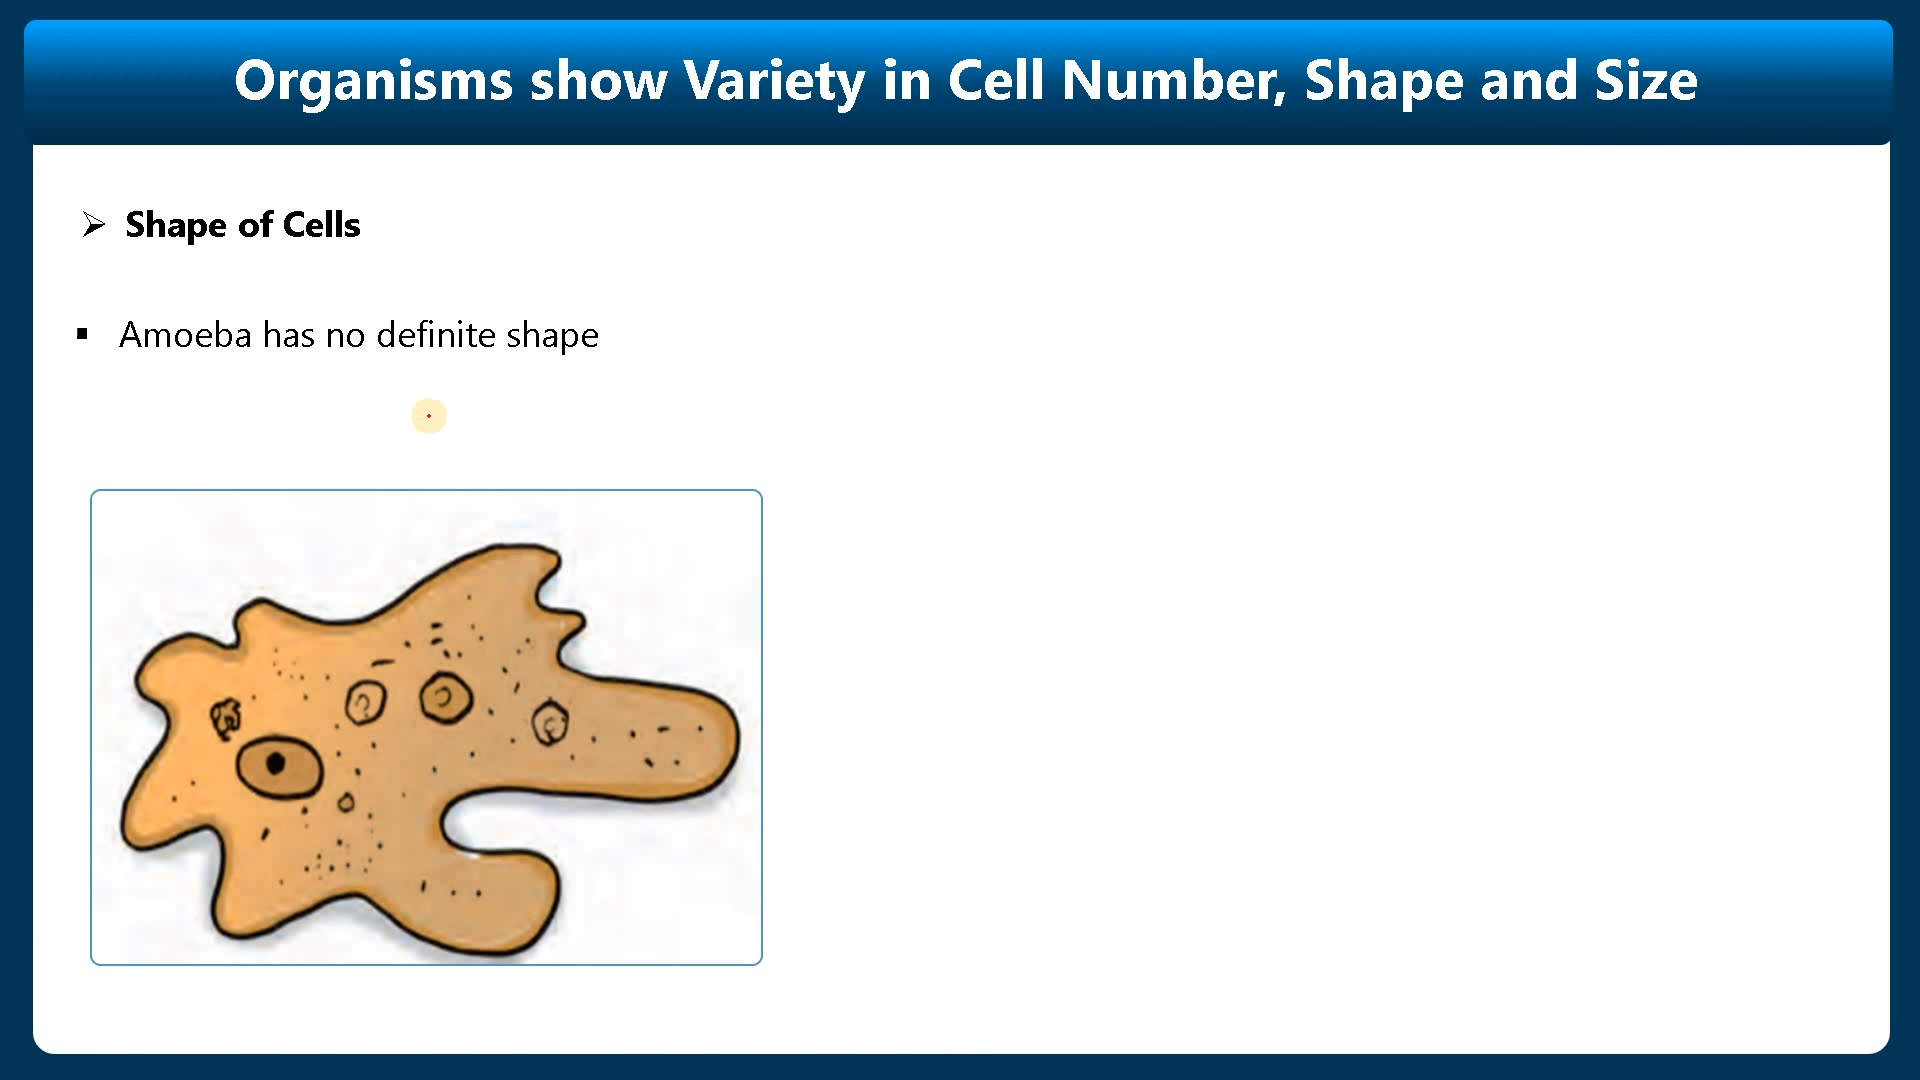 Organisms show Variety in Cell Number, Shape and Size
➢ Shape of Cells
▪ Amoeba has no definite shape